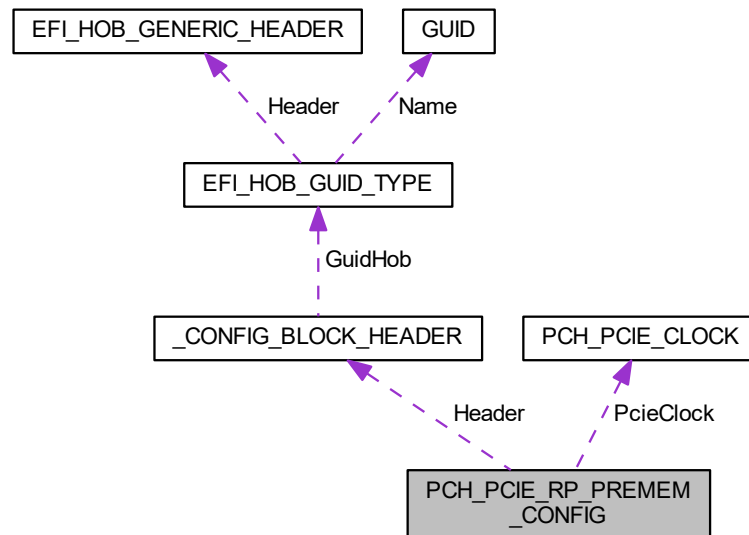 EFI_HOB_GENERIC_HEADER
GUID
Header
Name
EFI_HOB_GUID_TYPE
GuidHob
_CONFIG_BLOCK_HEADER
PCH_PCIE_CLOCK
Header
PcieClock
PCH_PCIE_RP_PREMEM
_CONFIG